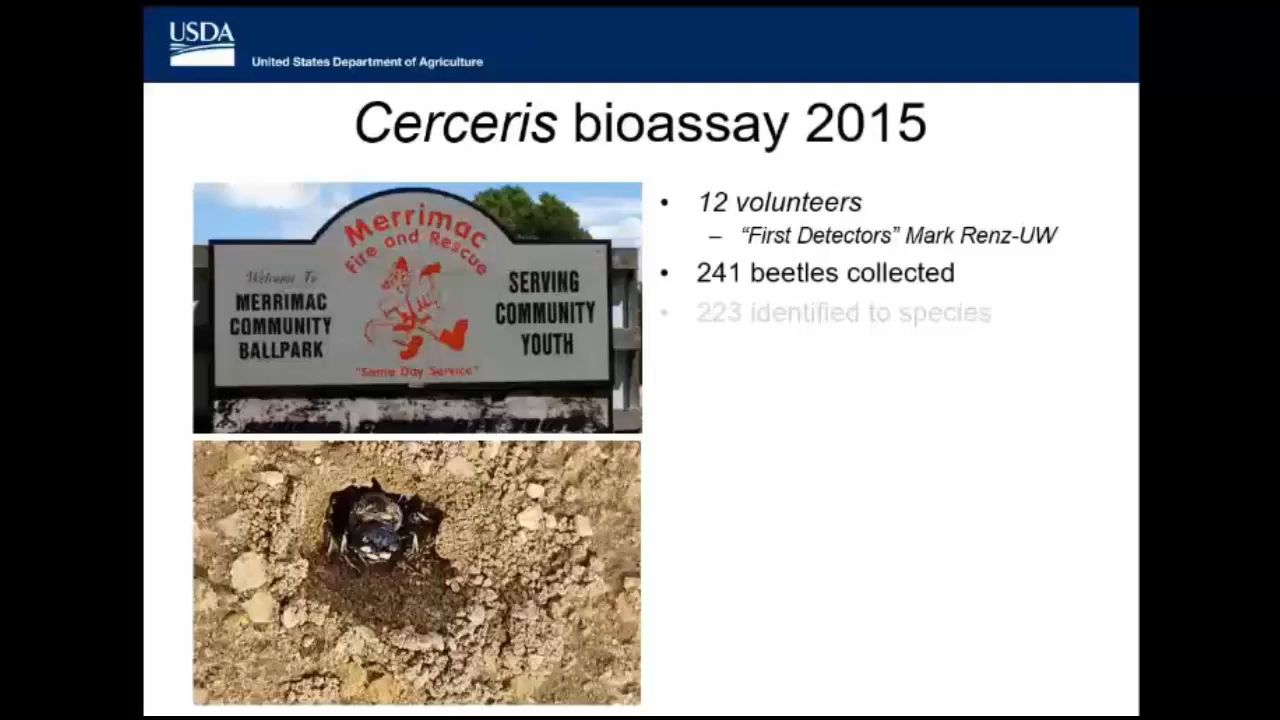 USDA
United States Department of Agriculture
Cerceris bioassay 2015
Merrimac
Fire and Rescue
Welcome To
MERRIMAC
COMMUNITY
BALLPARK
SERVING
COMMUNITY
YOUTH
"Same Day Service"
• 12 volunteers
– “First Detectors” Mark Renz-UW
• 241 beetles collected
• 223 identified to species